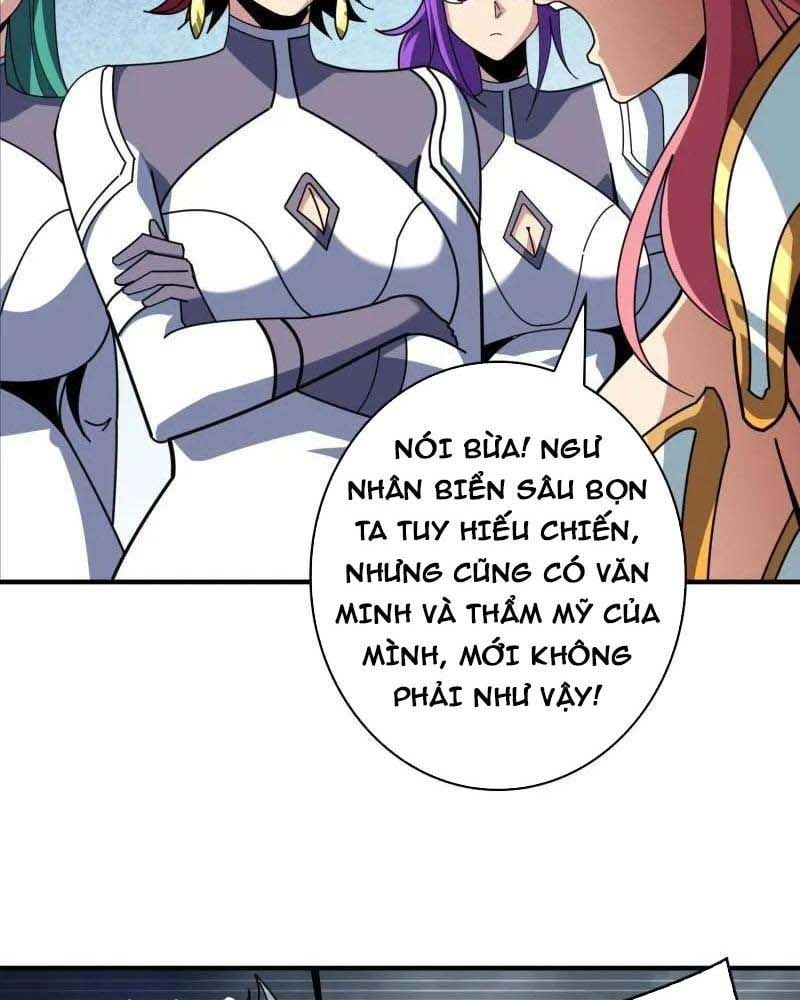 NÓI BỪA! NGƯ
NHÂN BIỂN SÂU BỌN
TA TUY HIẾU CHIẾN,
NHƯNG CŨNG CÓ VĂN
MINH VÀ THẨM MỸ CỦA
MÌNH, MỚI KHÔNG
PHẢI NHƯ VẬY!